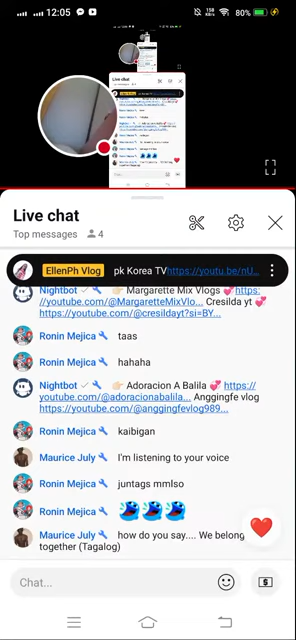 12:05
158 KB/s
80%
Live chat
Top messages 4
EllenPh Vlog pk Korea TVhttps://youtu.be/nU...
Nightbot Margarette Mix Vlogs https:
//youtube.com/@MargaretteMixVlo... Cresilda yt
https://youtube.com/@cresildayt?si=BY...
Ronin Mejica taas
Ronin Mejica hahaha
Nightbot Adoracion A Balila https://
youtube.com/@adoracionabalila... Anggingfe vlog
https://youtube.com/@anggingfevlog989...
Ronin Mejica kaibigan
Maurice July I'm listening to your voice
Ronin Mejica juntags mmlso
Ronin Mejica
Maurice July how do you say.... We belong
together (Tagalog)
Chat...